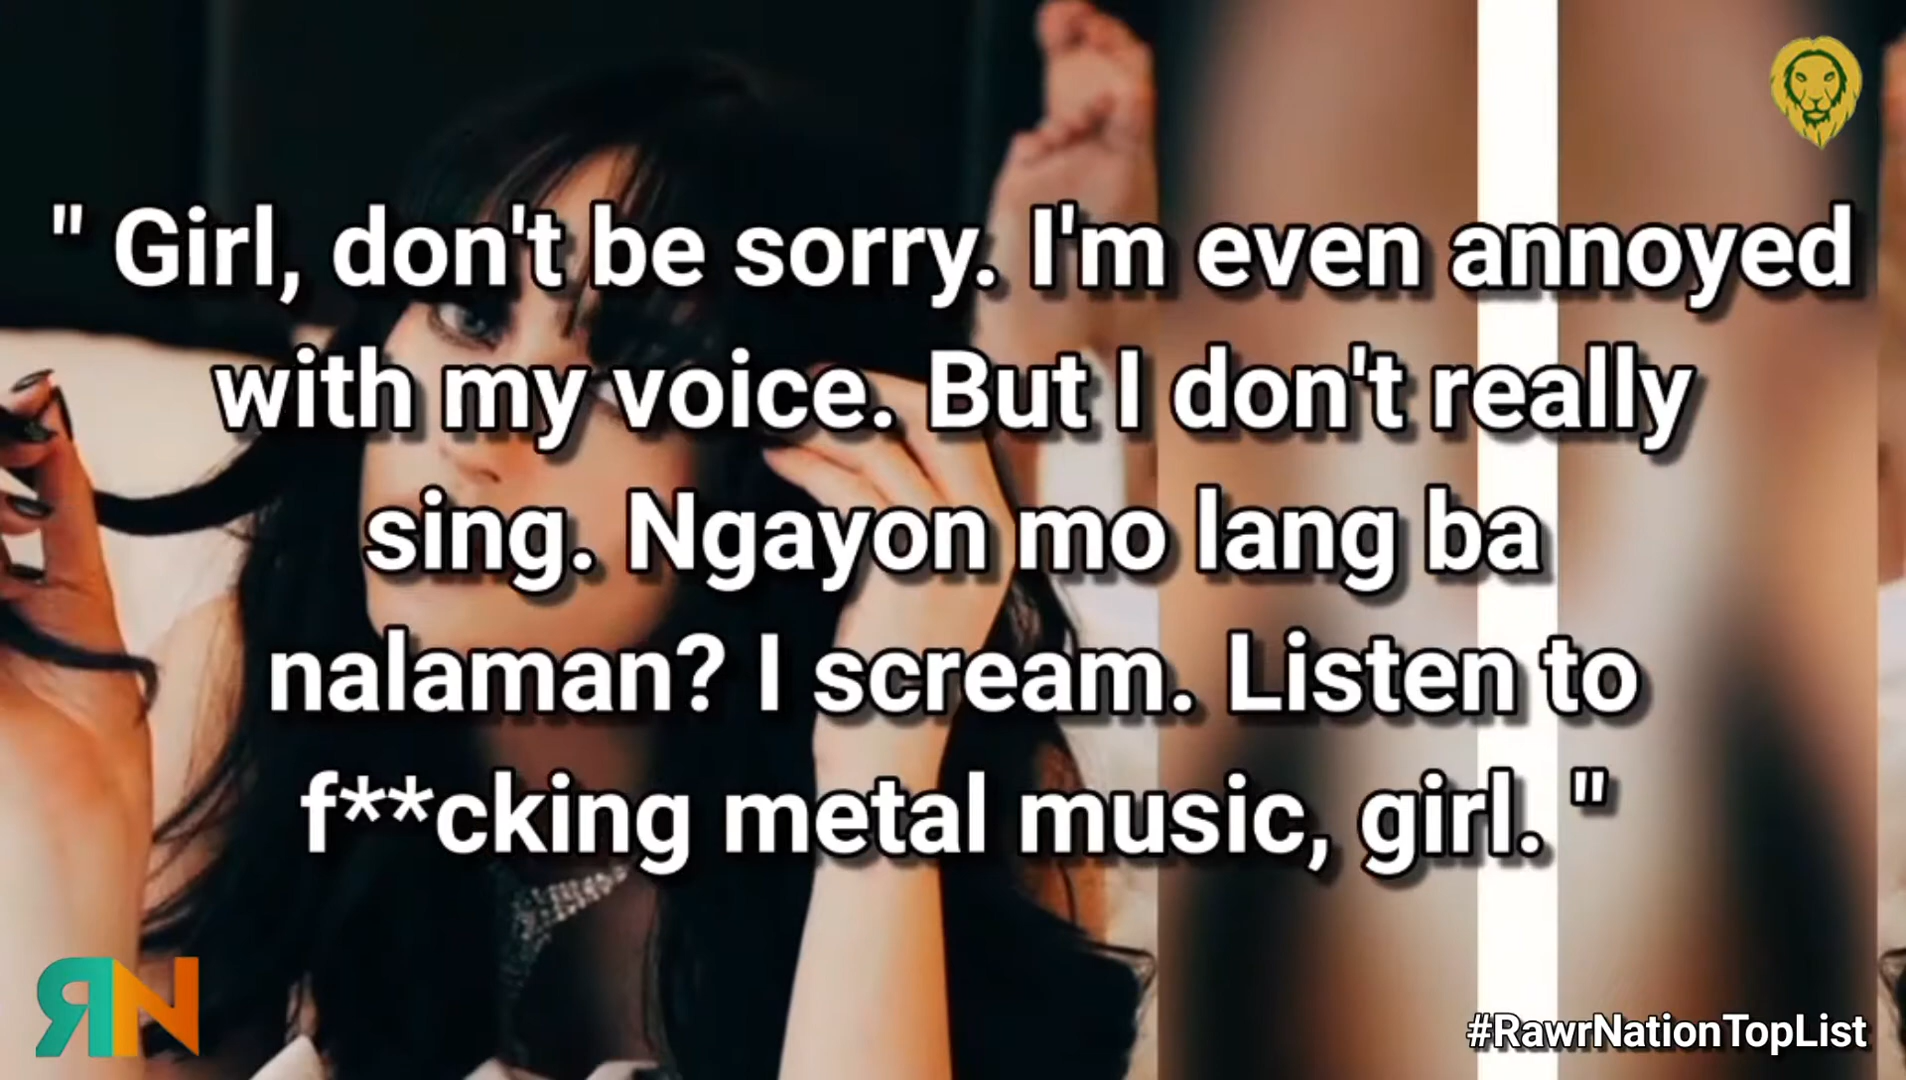 " Girl, don't be sorry. I'm even annoyed
with my voice. But I don't really
sing. Ngayon mo lang ba
nalaman? I scream. Listen to
f**cking metal music, girl. "
RN
#RawrNationTopList